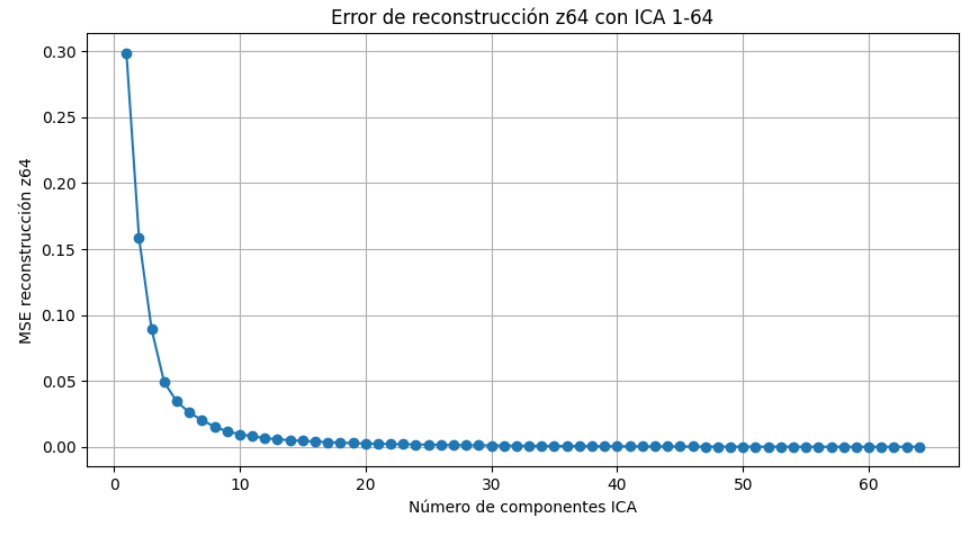 Error de reconstrucción z64 con ICA 1-64
MSE reconstrucción z64
0.30
0.25
0.20
0.15
0.10
0.05
0.00
0 10 20 30 40 50 60
Número de componentes ICA